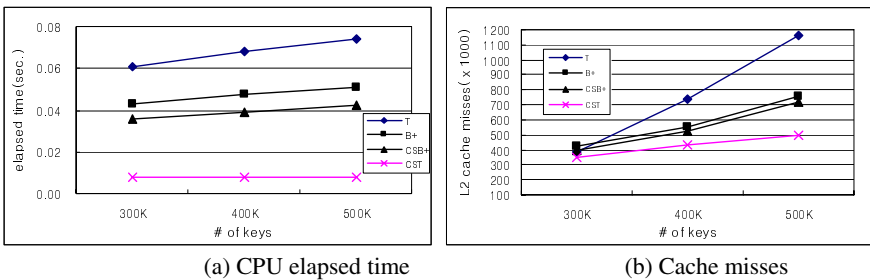 elapsed time(sec.)
0.08
0.06
0.04
0.02
0.00
300K
400K
500K
# of keys
T
B+
CSB+
CST
(a) CPU elapsed time
L2 cache misses( x 1000)
1200
1100
1000
900
800
700
600
500
400
300
200
100
300K
400K
500K
# of keys
T
B+
CSB+
CST
(b) Cache misses